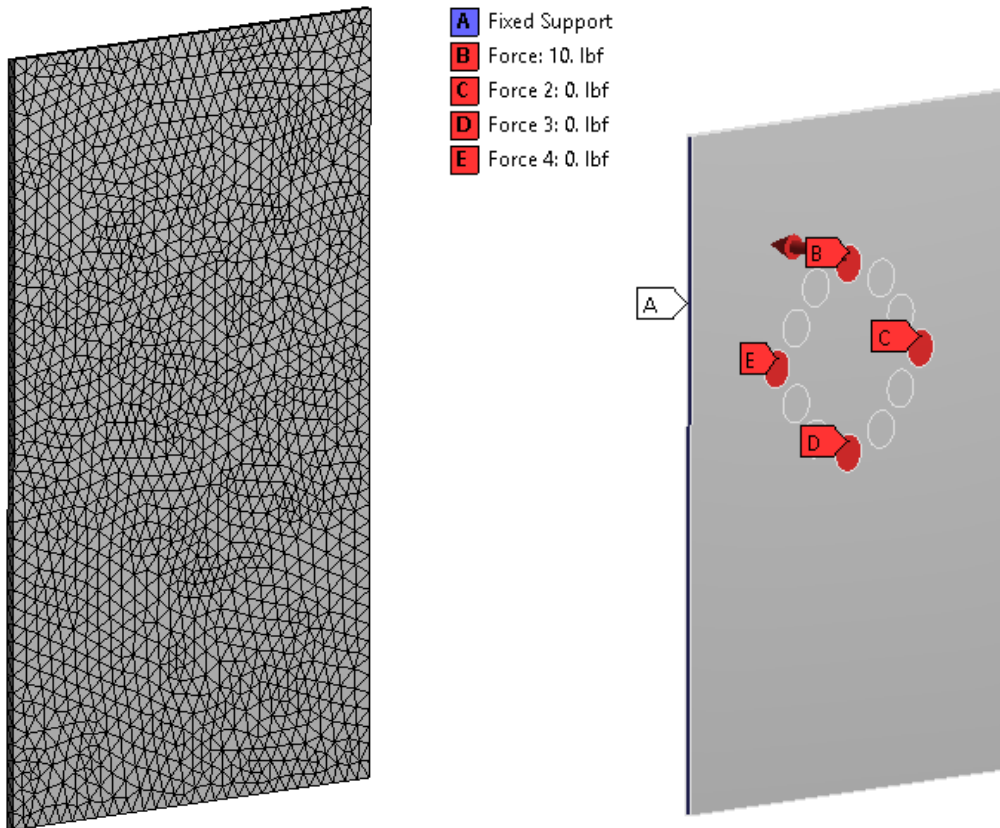 A Fixed Support
B Force: 10. lbf
C Force 2: 0. lbf
D Force 3: 0. lbf
E Force 4: 0. lbf
B
A
C
E
D